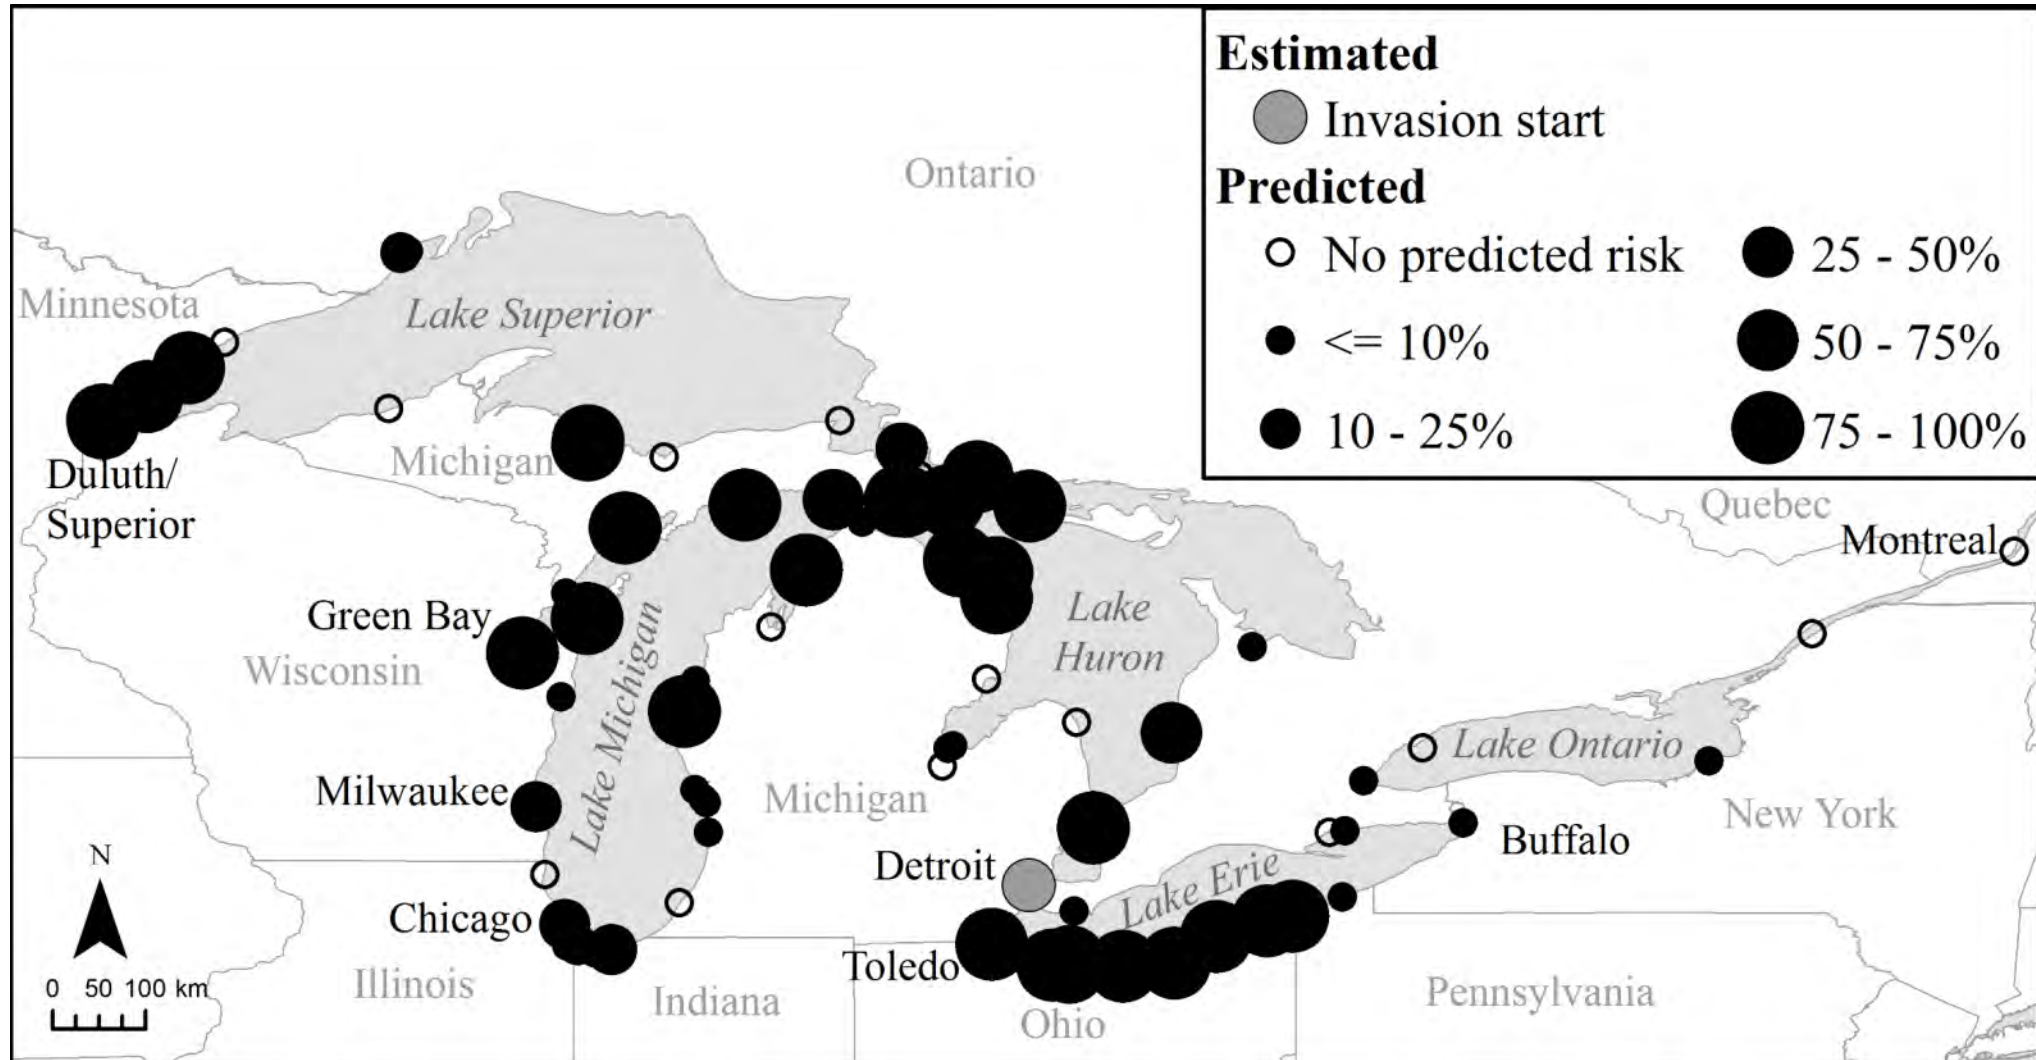 Estimated
Invasion start
Predicted
No predicted risk
<= 10%
10 - 25%
25 - 50%
50 - 75%
75 - 100%
Ontario
Minnesota
Lake Superior
Michigan
Duluth/
Superior
Quebec
Montreal
Green Bay
Wisconsin
Lake Michigan
Lake
Huron
Lake Ontario
Milwaukee
Michigan
New York
Buffalo
Detroit
Lake Erie
Chicago
Toledo
N
0 50 100 km
Illinois
Indiana
Ohio
Pennsylvania